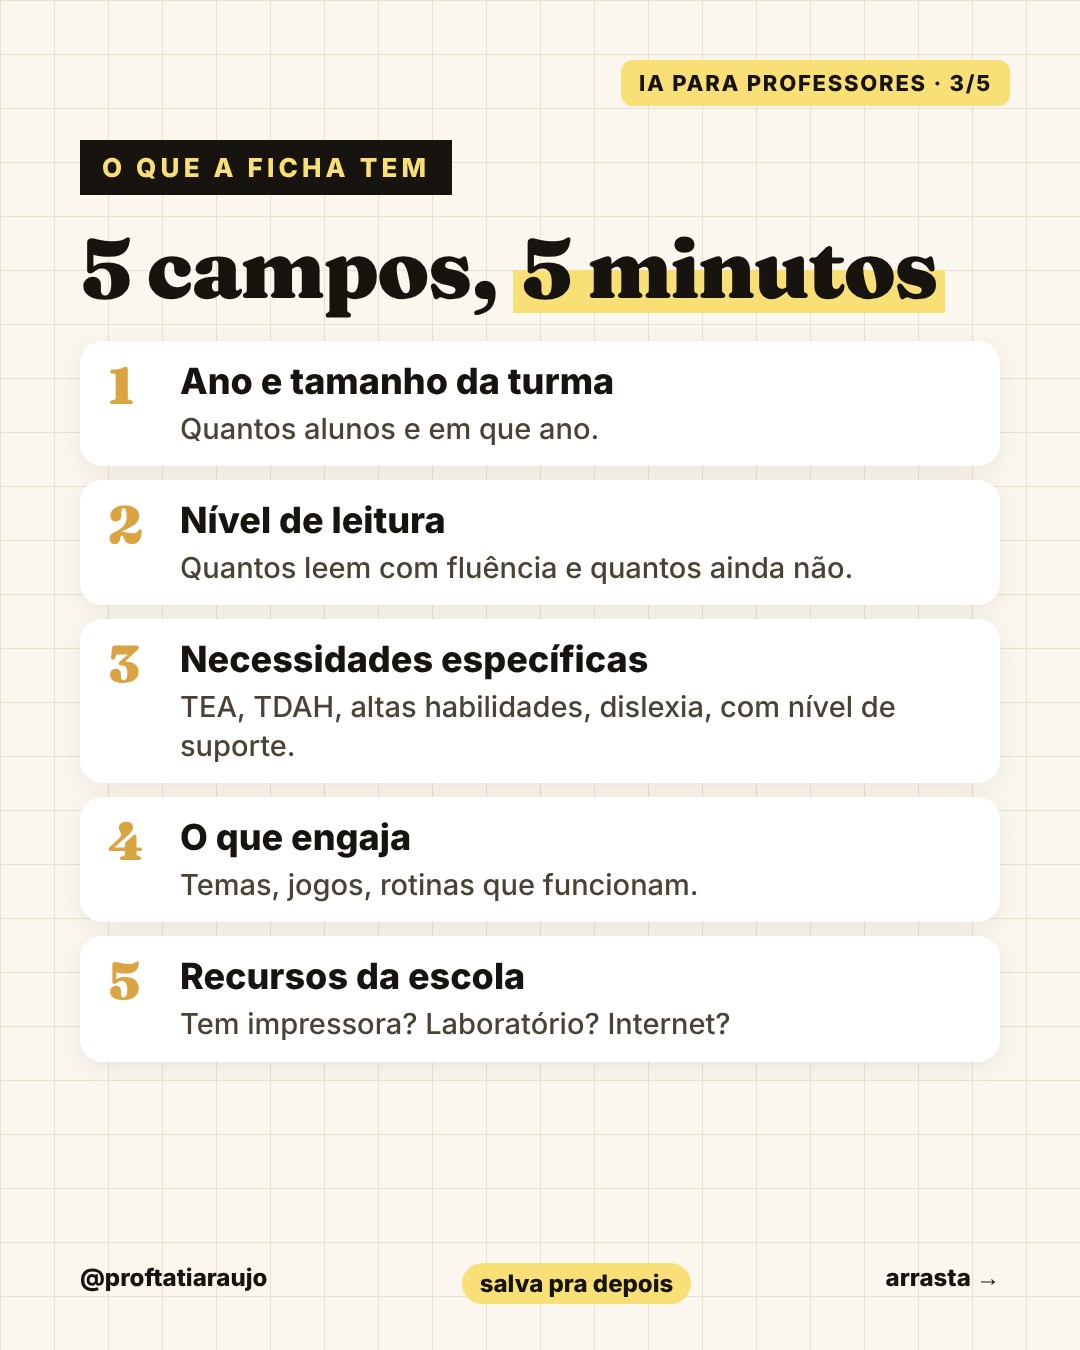 IA PARA PROFESSORES · 3/5
O QUE A FICHA TEM
5 campos, 5 minutos
1
Ano e tamanho da turma
Quantos alunos e em que ano.
2
Nível de leitura
Quantos leem com fluência e quantos ainda não.
3
Necessidades específicas
TEA, TDAH, altas habilidades, dislexia, com nível de
suporte.
4
O que engaja
Temas, jogos, rotinas que funcionam.
5
Recursos da escola
Tem impressora? Laboratório? Internet?
@proftatiaraujo
salva pra depois
arrasta →